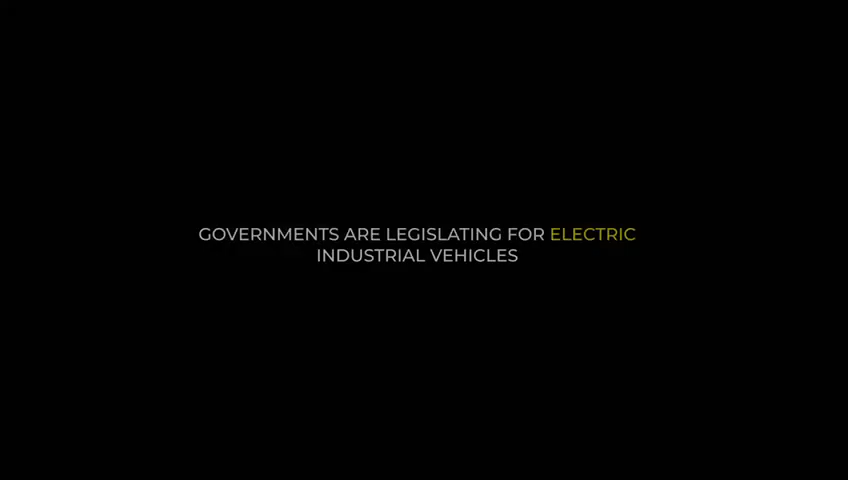 GOVERNMENTS ARE LEGISLATING FOR ELECTRIC
INDUSTRIAL VEHICLES